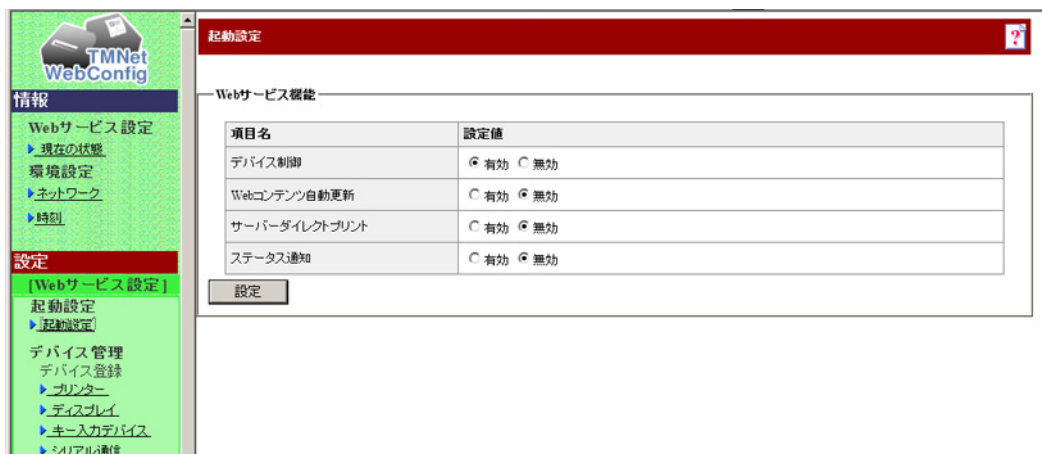 TMNet
WebConfig
情報
Webサービス設定
現在の状態
環境設定
ネットワーク
時刻
設定
[Webサービス設定]
起動設定
起動設定
デバイス管理
デバイス登録
プリンター
ディスプレイ
キー入力デバイス
シリアル通信
起動設定
?
Webサービス機能
項目名 設定値
デバイス制御 有効 無効
Webコンテンツ自動更新 有効 無効
サーバーダイレクトプリント 有効 無効
ステータス通知 有効 無効
設定